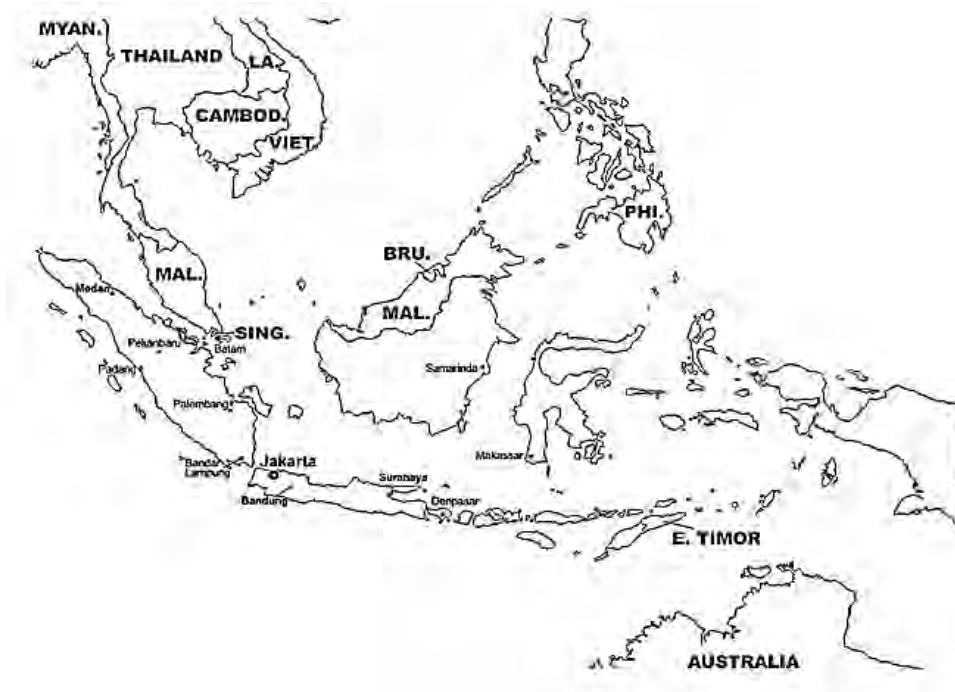 MYAN.
THAILAND
LA.
CAMBOD.
VIET.
PHI.
BRU.
MAL.
MAL.
Medan
SING.
Pekanbaru
Batam
Padang
Samarinda
Palembang
Makassar
Bandar
Lampung
Jakarta
Surabaya
Bandung
Denpasar
E. TIMOR
AUSTRALIA